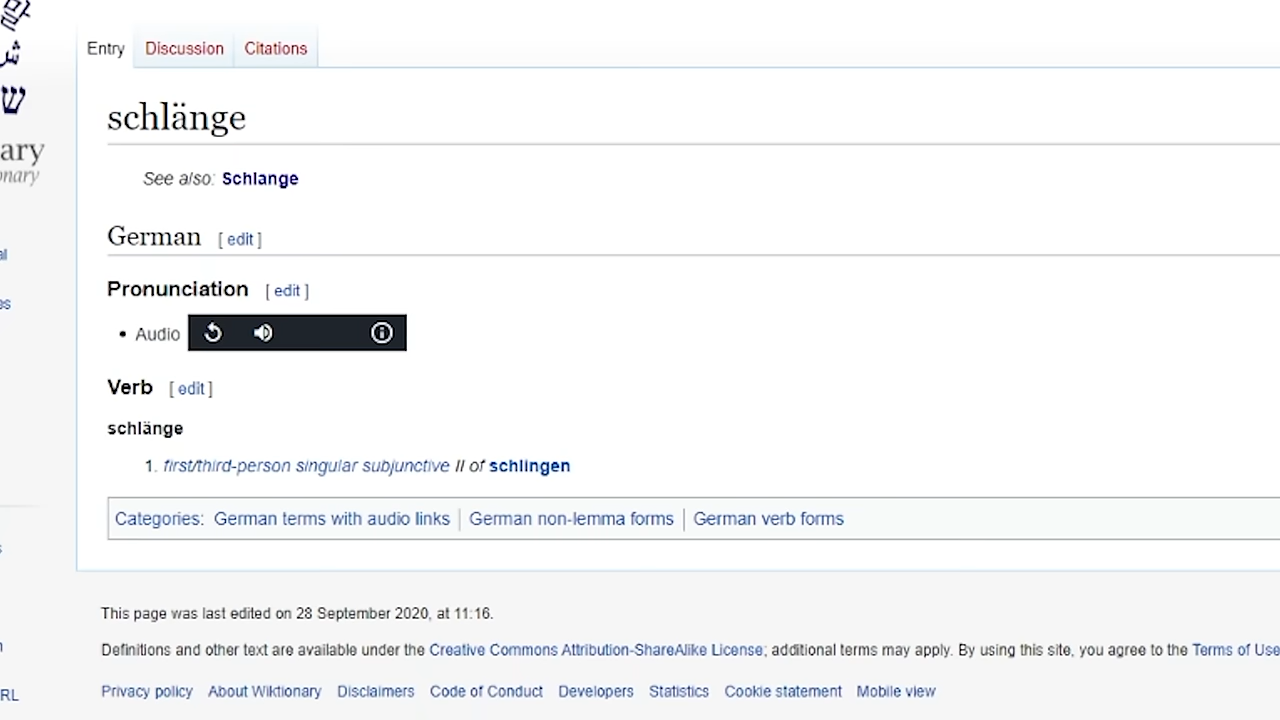 Entry Discussion Citations
schlänge
ary
See also: Schlange
onary
German [ edit ]
Pronunciation [ edit ]
• Audio
Verb [ edit ]
schlänge
1. first/third-person singular subjunctive II of schlingen
Categories: German terms with audio links | German non-lemma forms | German verb forms
This page was last edited on 28 September 2020, at 11:16.
Definitions and other text are available under the Creative Commons Attribution-ShareAlike License; additional terms may apply. By using this site, you agree to the Terms of Use
Privacy policy About Wiktionary Disclaimers Code of Conduct Developers Statistics Cookie statement Mobile view
RL